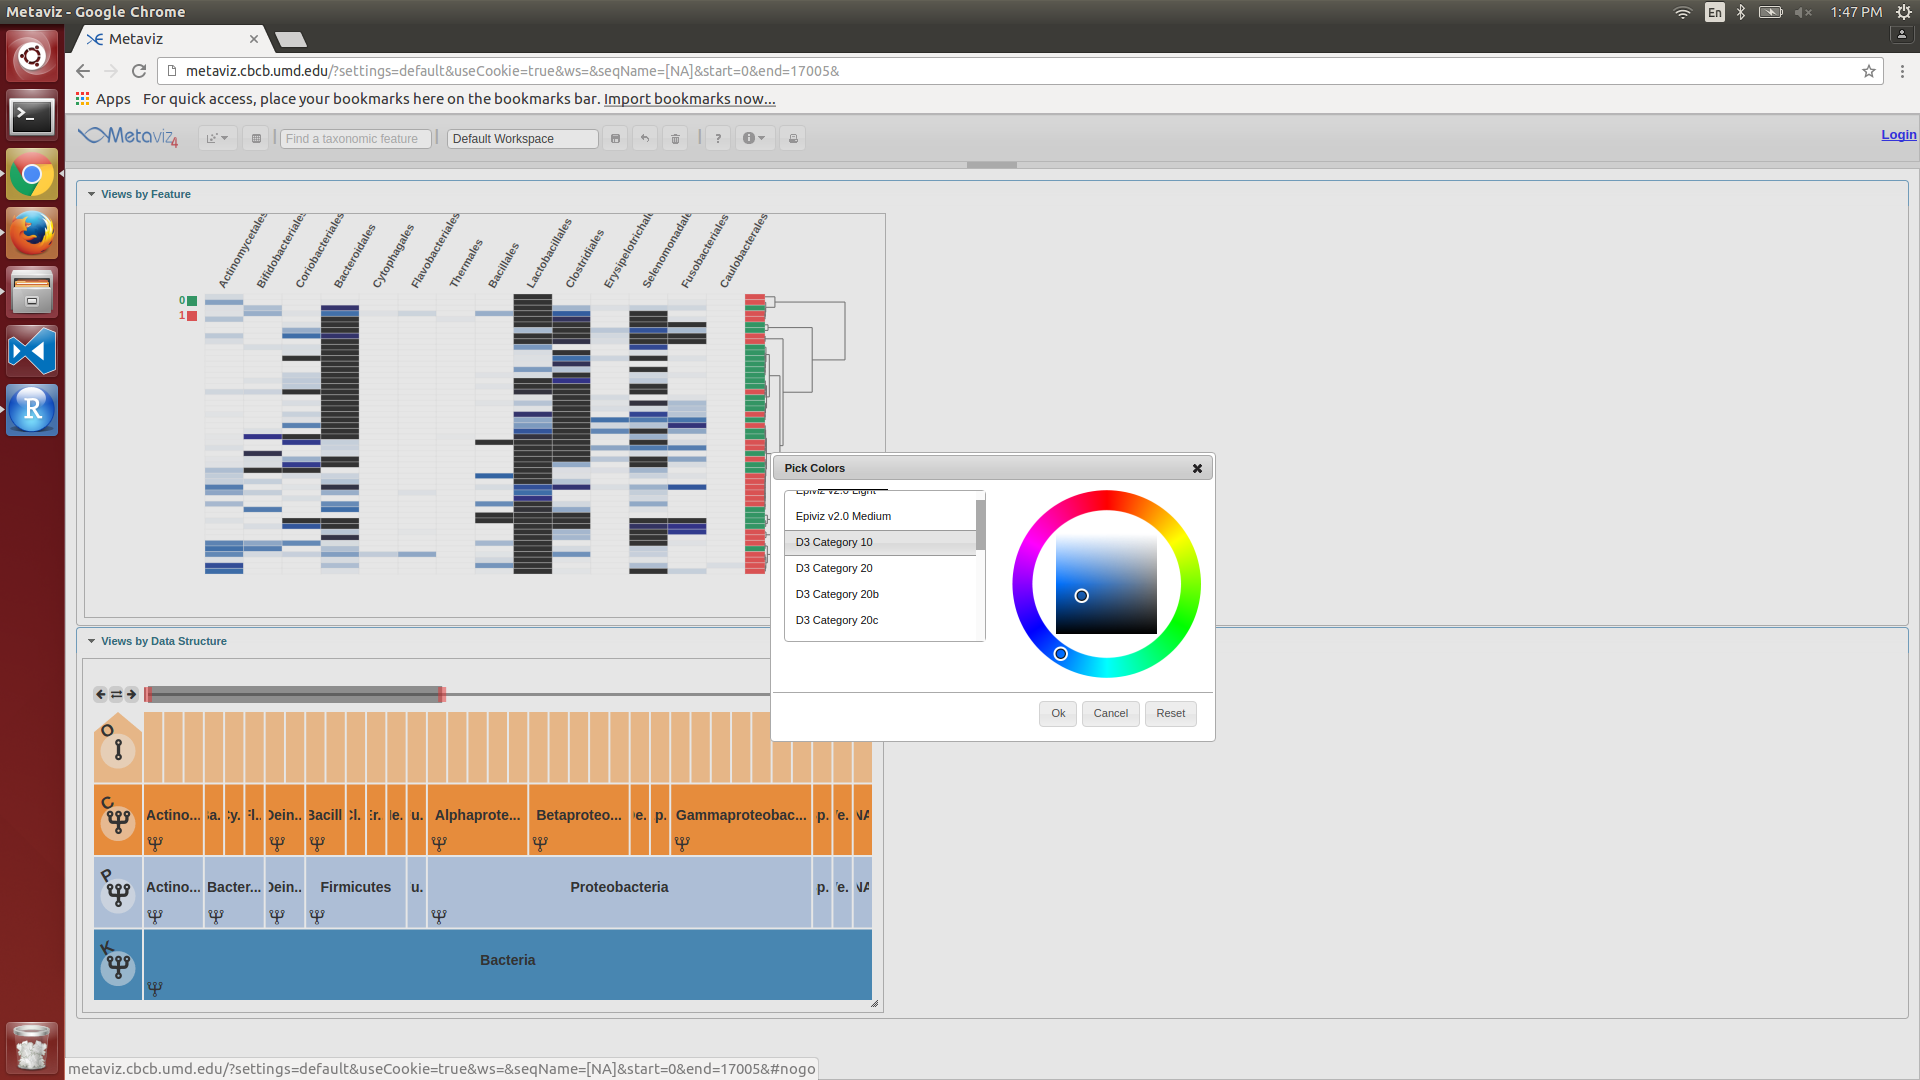 Metaviz - Google Chrome
En
1:47 PM
Metaviz
metaviz.cbcb.umd.edu/?settings=default&useCookie=true&ws=&seqName=[NA]&start=0&end=17005&
Apps For quick access, place your bookmarks here on the bookmarks bar. Import bookmarks now...
Metaviz 4
Find a taxonomic feature
Default Workspace
?
Login
Views by Feature
Actinomycetales
Bifidobacteriales
Coriobacteriales
Bacteroidales
Cytophagales
Flavobacteriales
Thermales
Bacillales
Lactobacillales
Clostridiales
Erysipelotrichale
Selenomonadale
Fusobacteriales
Caulobacterales
0
1
Pick Colors
Epiviz v2.0 Light
Epiviz v2.0 Medium
D3 Category 10
D3 Category 20
D3 Category 20b
D3 Category 20c
Ok Cancel Reset
Views by Data Structure
O
C
Actino... Dein.. Bacill Cl. Er. Alphaprote... Betaproteo... Gammaproteobac... NA
P
Actino... Bacter... Dein.. Firmicutes u. Proteobacteria NA
K
Bacteria
R
metaviz.cbcb.umd.edu/?settings=default&useCookie=true&ws=&seqName=[NA]&start=0&end=17005&#nogo